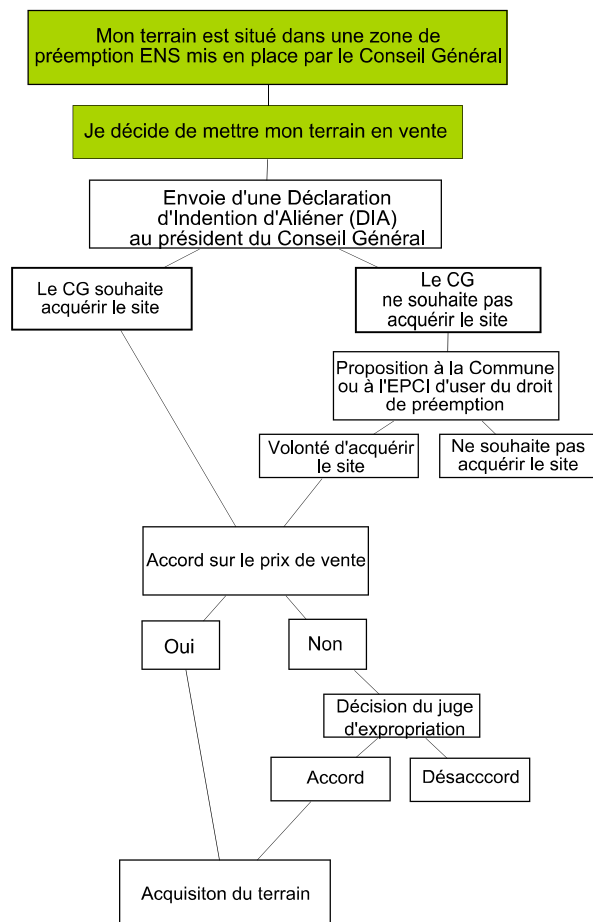 Mon terrain est situé dans une zone de
préemption ENS mis en place par le Conseil Général
Je décide de mettre mon terrain en vente
Envoie d'une Déclaration
d'Indention d'Aliéner (DIA)
au président du Conseil Général
Le CG souhaite
acquérir le site
Le CG
ne souhaite pas
acquérir le site
Proposition à la Commune
ou à l'EPCI d'user du droit
de préemption
Volonté d'acquérir
le site
Ne souhaite pas
acquérir le site
Accord sur le prix de vente
Oui
Non
Décision du juge
d'expropriation
Accord
Désacccord
Acquisiton du terrain